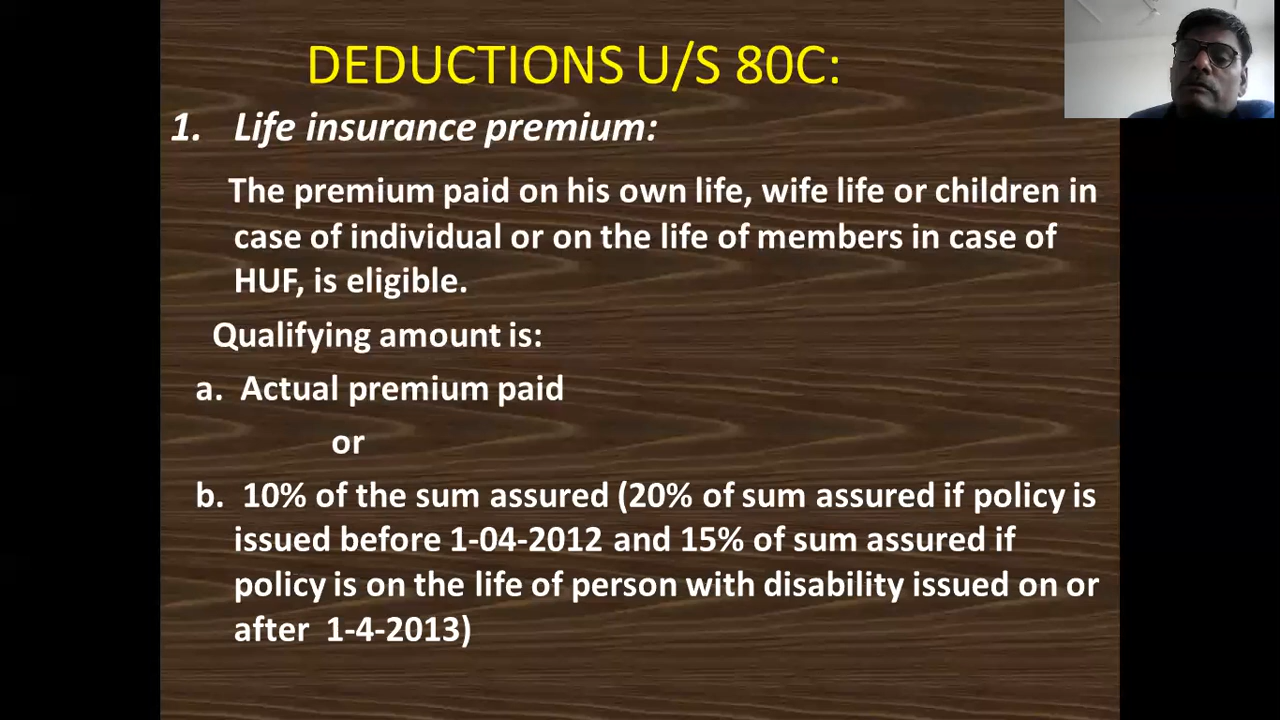 DEDUCTIONS U/S 80C:
1. Life insurance premium:
The premium paid on his own life, wife life or children in
case of individual or on the life of members in case of
HUF, is eligible.
Qualifying amount is:
a. Actual premium paid
or
b. 10% of the sum assured (20% of sum assured if policy is
issued before 1-04-2012 and 15% of sum assured if
policy is on the life of person with disability issued on or
after 1-4-2013)